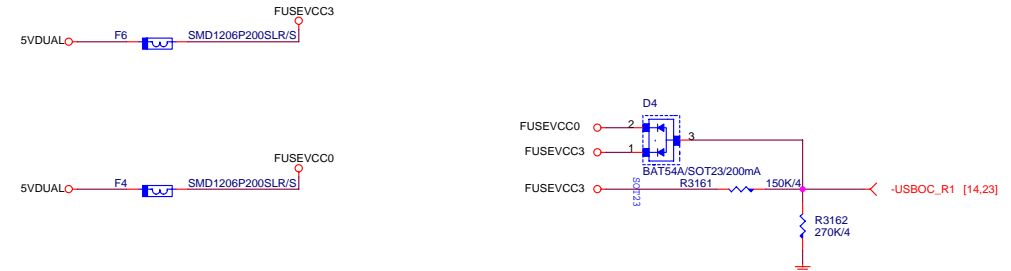 FUSEVCC3
5VDUAL F6 SMD1206P200SLR/S
FUSEVCC0
5VDUAL F4 SMD1206P200SLR/S
D4
FUSEVCC0 2 3
FUSEVCC3 1
BAT54A/SOT23/200mA
SOT23
FUSEVCC3 R3161 150K/4 -USBOC_R1 [14,23]
R3162
270K/4